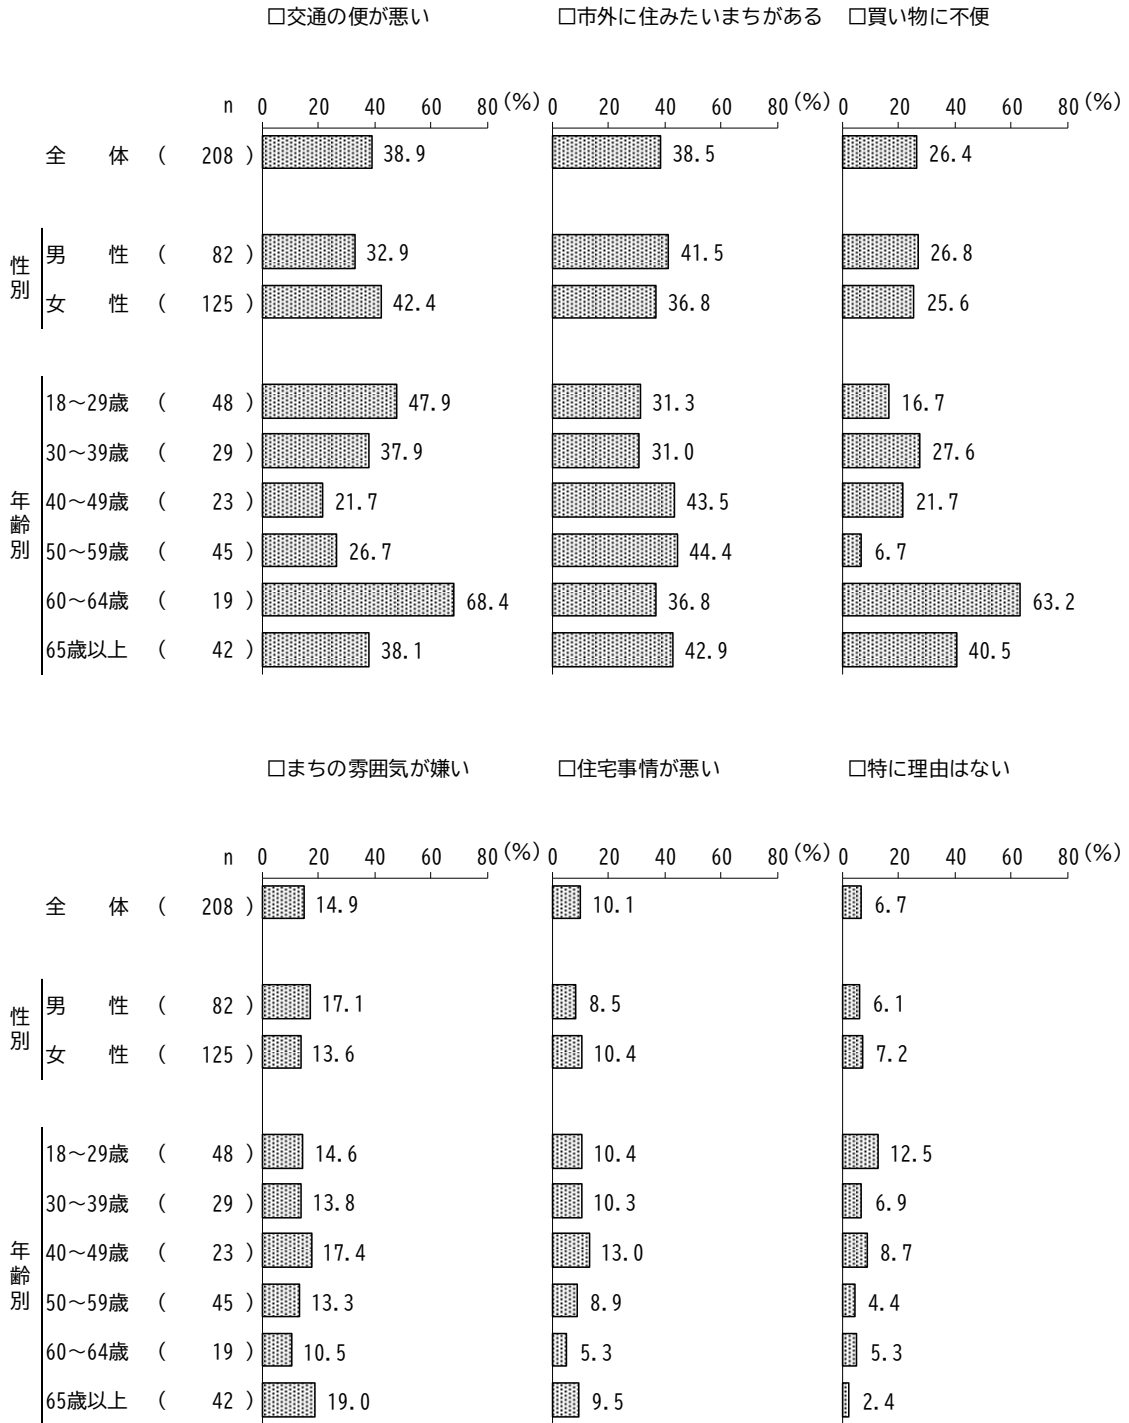 □交通の便が悪い □市外に住みたいまちがある □買い物に不便
n 0 20 40 60 80 (%) 0 20 40 60 80 (%) 0 20 40 60 80 (%)
全 体 ( 208 ) 38.9 38.5 26.4
性別
男 性 ( 82 ) 32.9 41.5 26.8
女 性 ( 125 ) 42.4 36.8 25.6
年齢別
18～29歳 ( 48 ) 47.9 31.3 16.7
30～39歳 ( 29 ) 37.9 31.0 27.6
40～49歳 ( 23 ) 21.7 43.5 21.7
50～59歳 ( 45 ) 26.7 44.4 6.7
60～64歳 ( 19 ) 68.4 36.8 63.2
65歳以上 ( 42 ) 38.1 42.9 40.5
□まちの雰囲気が嫌い □住宅事情が悪い □特に理由はない
n 0 20 40 60 80 (%) 0 20 40 60 80 (%) 0 20 40 60 80 (%)
全 体 ( 208 ) 14.9 10.1 6.7
性別
男 性 ( 82 ) 17.1 8.5 6.1
女 性 ( 125 ) 13.6 10.4 7.2
年齢別
18～29歳 ( 48 ) 14.6 10.4 12.5
30～39歳 ( 29 ) 13.8 10.3 6.9
40～49歳 ( 23 ) 17.4 13.0 8.7
50～59歳 ( 45 ) 13.3 8.9 4.4
60～64歳 ( 19 ) 10.5 5.3 5.3
65歳以上 ( 42 ) 19.0 9.5 2.4